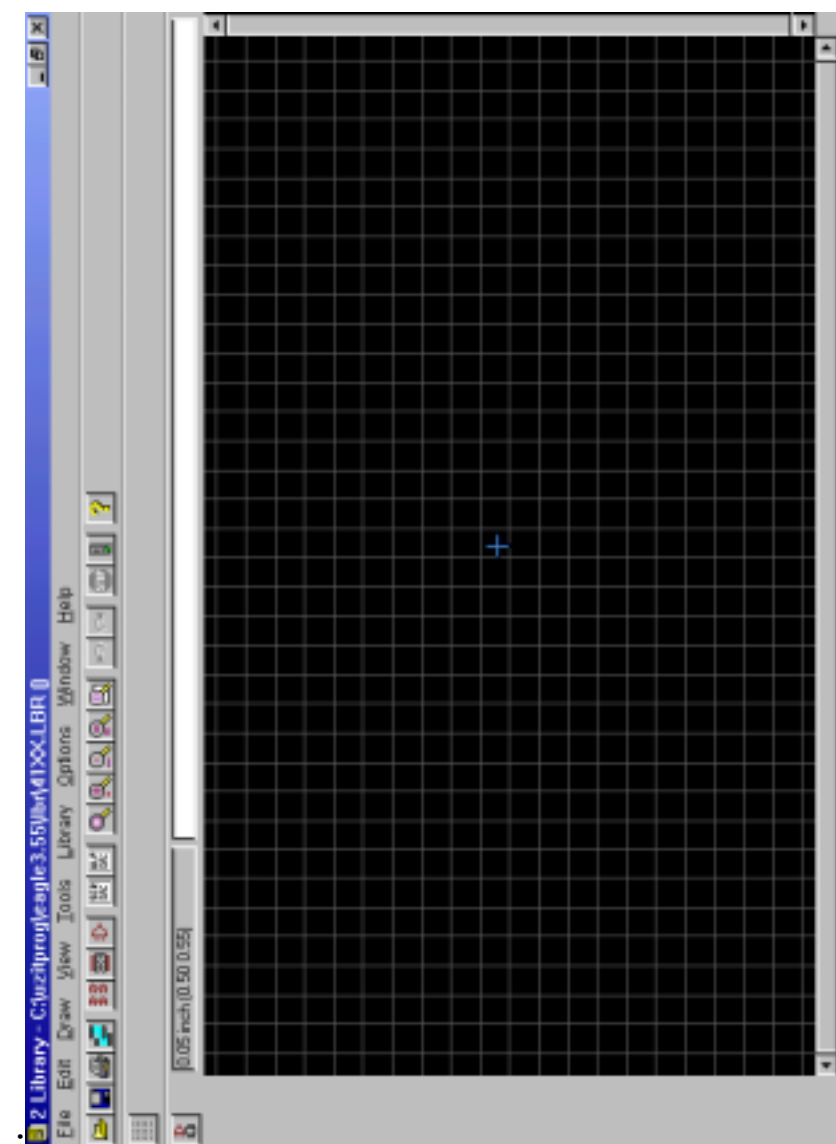 2 Library - C:\uzitprog\eagle3.55\lbr\41XX.LBR ()
File Edit Draw View Tools Library Options Window Help
0.05 inch (0.50 0.55)